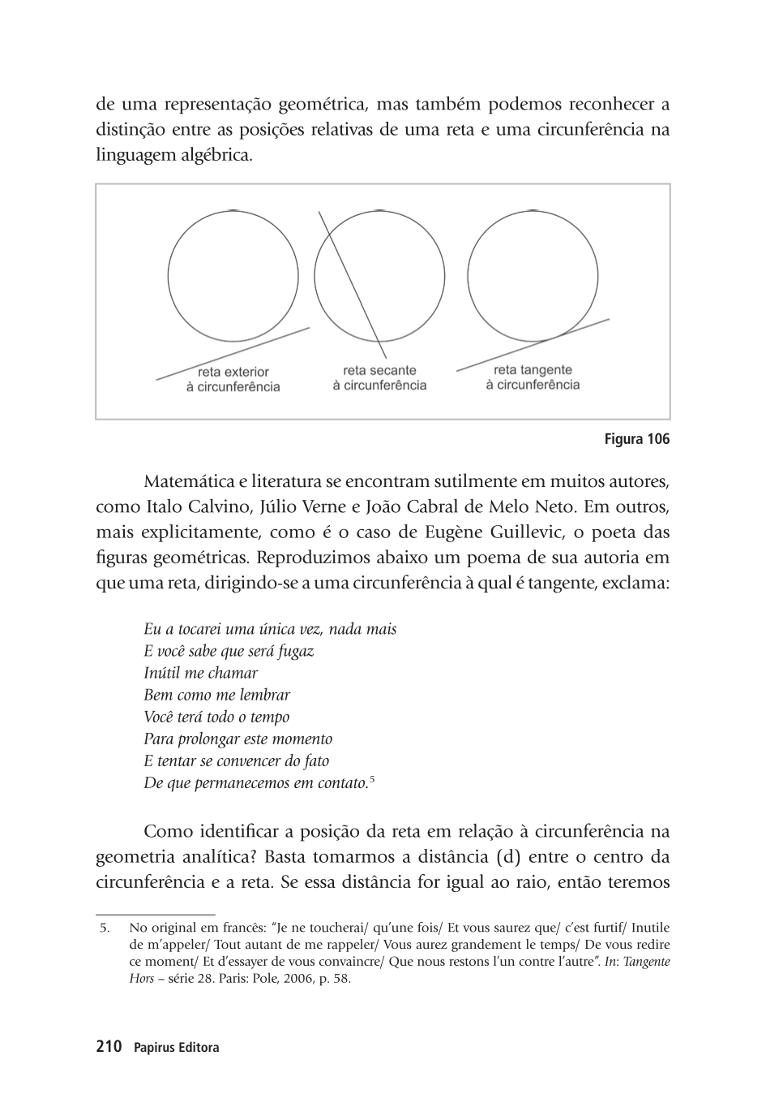 de uma representação geométrica, mas também podemos reconhecer a
distinção entre as posições relativas de uma reta e uma circunferência na
linguagem algébrica.
reta exterior
à circunferência
reta secante
à circunferência
reta tangente
à circunferência
Figura 106
Matemática e literatura se encontram sutilmente em muitos autores,
como Italo Calvino, Júlio Verne e João Cabral de Melo Neto. Em outros,
mais explicitamente, como é o caso de Eugène Guillevic, o poeta das
figuras geométricas. Reproduzimos abaixo um poema de sua autoria em
que uma reta, dirigindo-se a uma circunferência à qual é tangente, exclama:
Eu a tocarei uma única vez, nada mais
E você sabe que será fugaz
Inútil me chamar
Bem como me lembrar
Você terá todo o tempo
Para prolongar este momento
E tentar se convencer do fato
De que permanecemos em contato.5
Como identificar a posição da reta em relação à circunferência na
geometria analítica? Basta tomarmos a distância (d) entre o centro da
circunferência e a reta. Se essa distância for igual ao raio, então teremos
5. No original em francês: “Je ne toucherai/ qu’une fois/ Et vous saurez que/ c’est furtif/ Inutile
de m’appeler/ Tout autant de me rappeler/ Vous aurez grandement le temps/ De vous redire
ce moment/ Et d’essayer de vous convaincre/ Que nous restons l’un contre l’autre”. In: Tangente
Hors – série 28. Paris: Pole, 2006, p. 58.
210 Papirus Editora